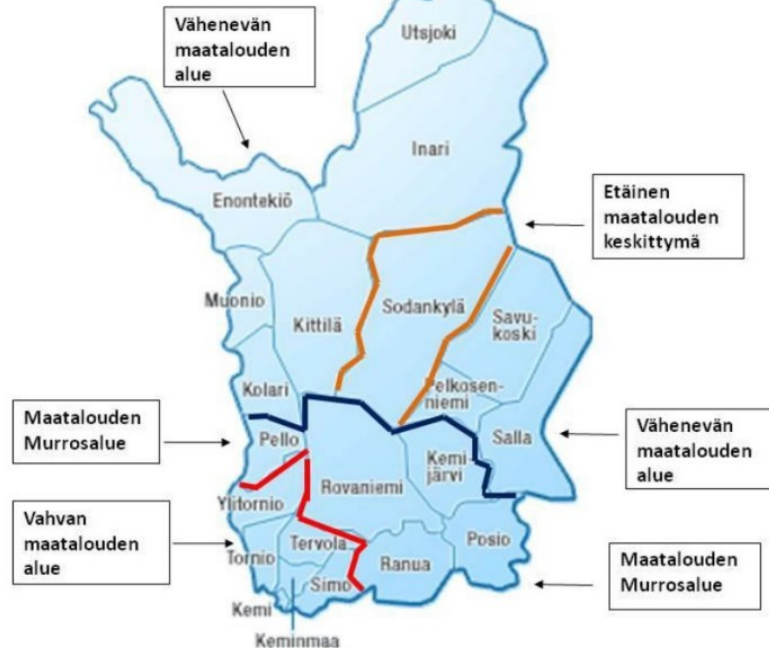 Vähenevän
maatalouden
alue
Utsjoki
Inari
Enontekiö
Etäinen
maatalouden
keskittymä
Muonio
Kittilä
Sodankylä
Savu-
koski
Kolari
Pelkosen-
niemi
Maatalouden
Murrosalue
Pello
Salla
Vähenevän
maatalouden
alue
Kemi-
järvi
Ylitornio
Rovaniemi
Vahvan
maatalouden
alue
Tornio
Tervola
Ranua
Posio
Maatalouden
Murrosalue
Simo
Kemi
Keminmaa